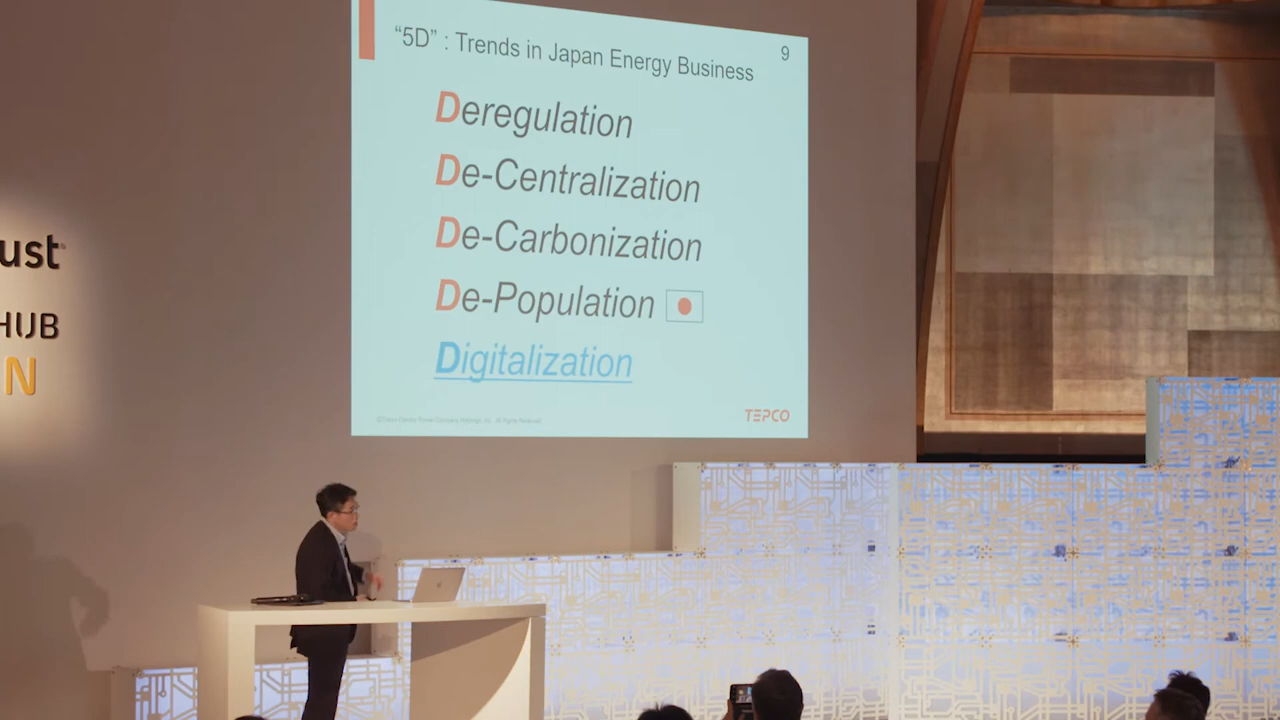 “5D” : Trends in Japan Energy Business
9
Deregulation
De-Centralization
De-Carbonization
De-Population
Digitalization
TEPCO
ust
HUB
N